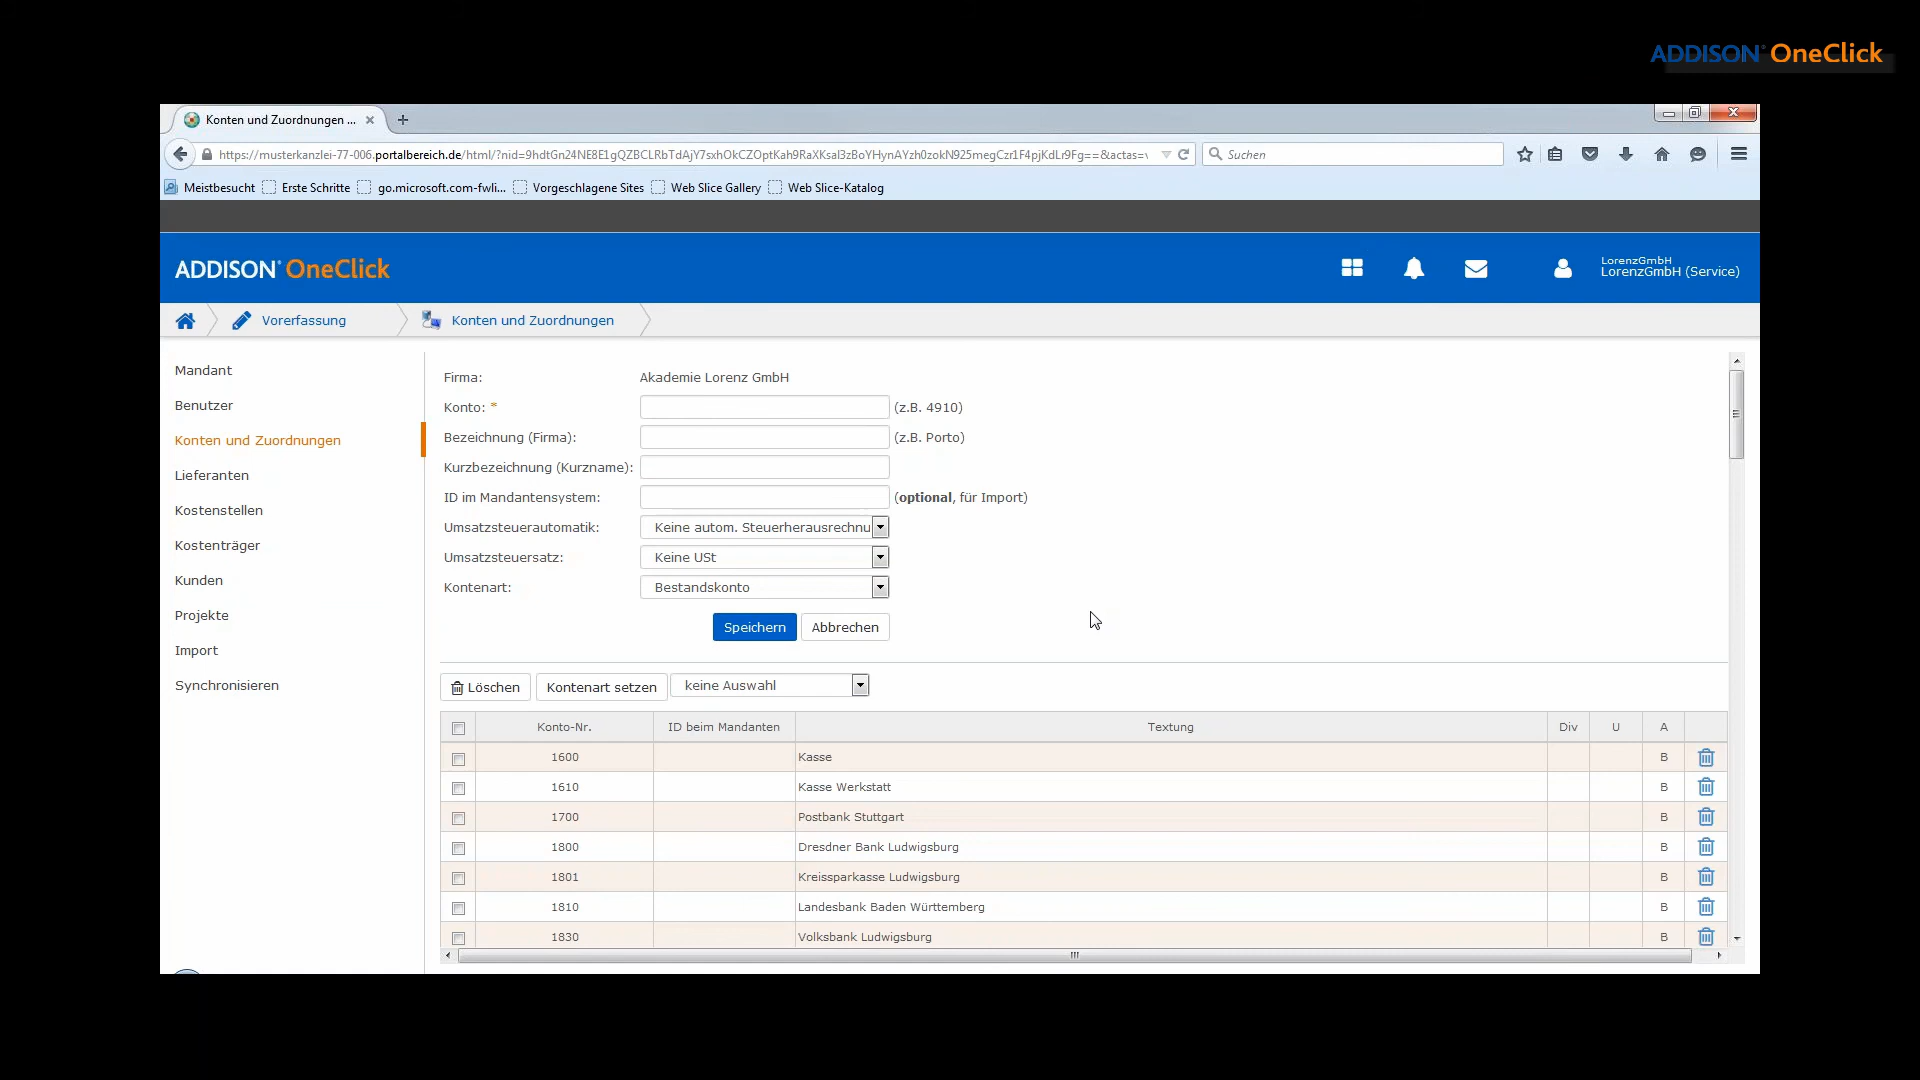 ADDISON OneClick
Konten und Zuordnungen ...
https://musterkanzlei-77-006.portalbereich.de/html/?nid=9hdtGn24NE8E1gQZBCLRbTdAjY7sxhOkCZOptKah9RaXKsal3zBoYHynAYzh0zokN925megCzr1F4pjKdLr9Fg==&actas=
Suchen
Meistbesucht Erste Schritte go.microsoft.com-fwli... Vorgeschlagene Sites Web Slice Gallery Web Slice-Katalog
ADDISON OneClick
LorenzGmbH
LorenzGmbH (Service)
Vorerfassung Konten und Zuordnungen
Mandant
Benutzer
Konten und Zuordnungen
Lieferanten
Kostenstellen
Kostenträger
Kunden
Projekte
Import
Synchronisieren
Firma: Akademie Lorenz GmbH
Konto: * (z.B. 4910)
Bezeichnung (Firma): (z.B. Porto)
Kurzbezeichnung (Kurzname):
ID im Mandantensystem: (optional, für Import)
Umsatzsteuerautomatik: Keine autom. Steuerherausrechnu
Umsatzsteuersatz: Keine USt
Kontenart: Bestandskonto
Speichern Abbrechen
Löschen Kontenart setzen keine Auswahl
Konto-Nr. ID beim Mandanten Textung Div U A
1600 Kasse B
1610 Kasse Werkstatt B
1700 Postbank Stuttgart B
1800 Dresdner Bank Ludwigsburg B
1801 Kreissparkasse Ludwigsburg B
1810 Landesbank Baden Württemberg B
1830 Volksbank Ludwigsburg B